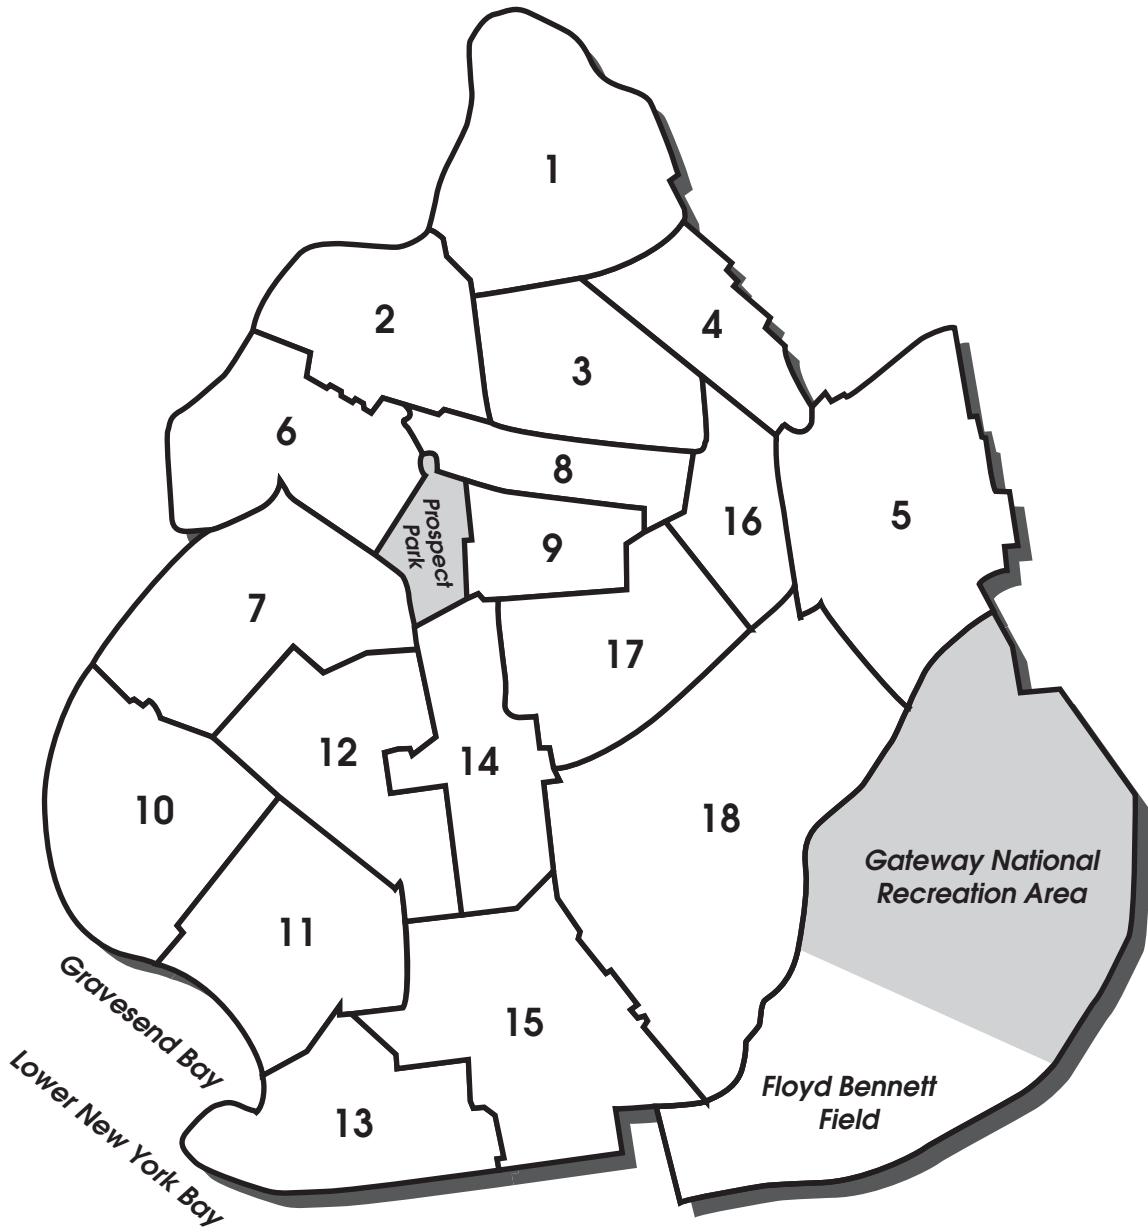 1
2
4
3
6
8
5
16
Prospect
Park
9
7
17
12
14
10
18
Gateway National
Recreation Area
11
Gravesend Bay
15
Lower New York Bay
Floyd Bennett
Field
13